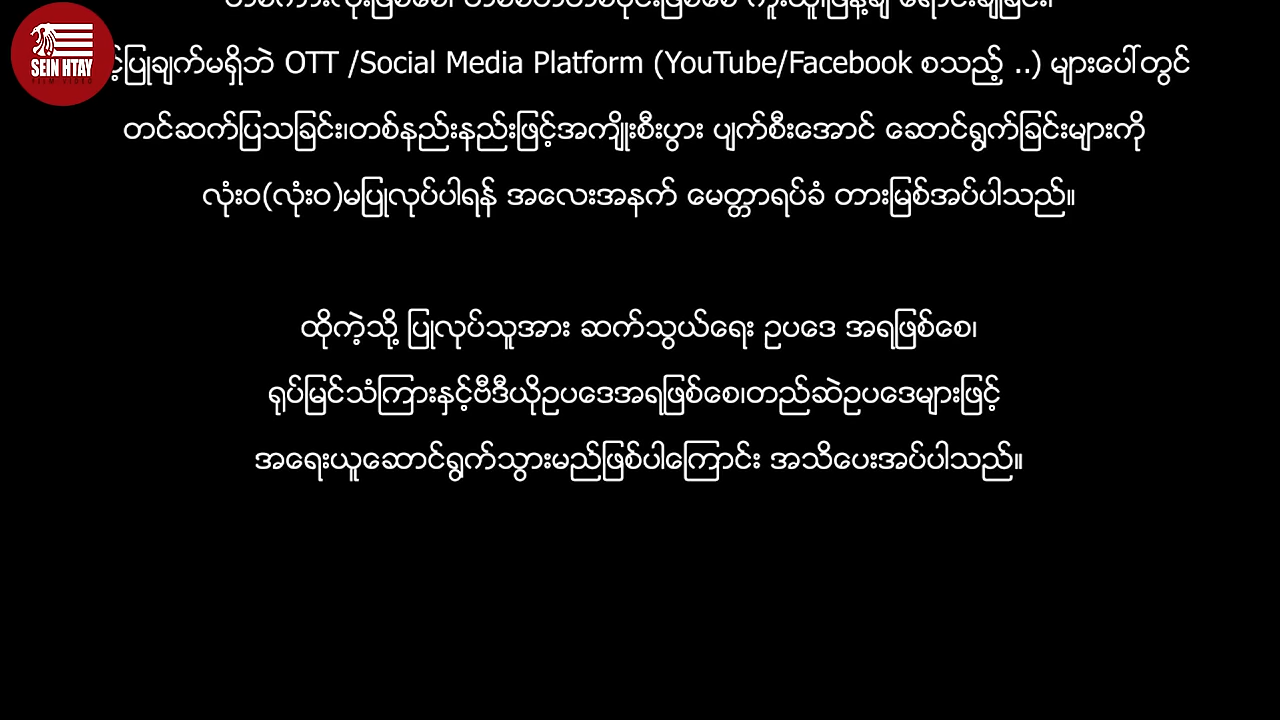 SEIN HTAY
FILM VIDEO
ပြုချက်မရှိဘဲ OTT /Social Media Platform (YouTube/Facebook စသည့် ..) များပေါ်တွင်
တင်ဆက်ပြသခြင်း၊တစ်နည်းနည်းဖြင့်အကျိုးစီးပွား ပျက်စီးအောင် ဆောင်ရွက်ခြင်းများကို
လုံးဝ(လုံးဝ)မပြုလုပ်ပါရန် အလေးအနက် မေတ္တာရပ်ခံ တားမြစ်အပ်ပါသည်။
ထိုကဲ့သို့ ပြုလုပ်သူအား ဆက်သွယ်ရေး ဥပဒေ အရဖြစ်စေ၊
ရုပ်မြင်သံကြားနှင့်ဗီဒီယိုဥပဒေအရဖြစ်စေ၊တည်ဆဲဥပဒေများဖြင့်
အရေးယူဆောင်ရွက်သွားမည်ဖြစ်ပါကြောင်း အသိပေးအပ်ပါသည်။